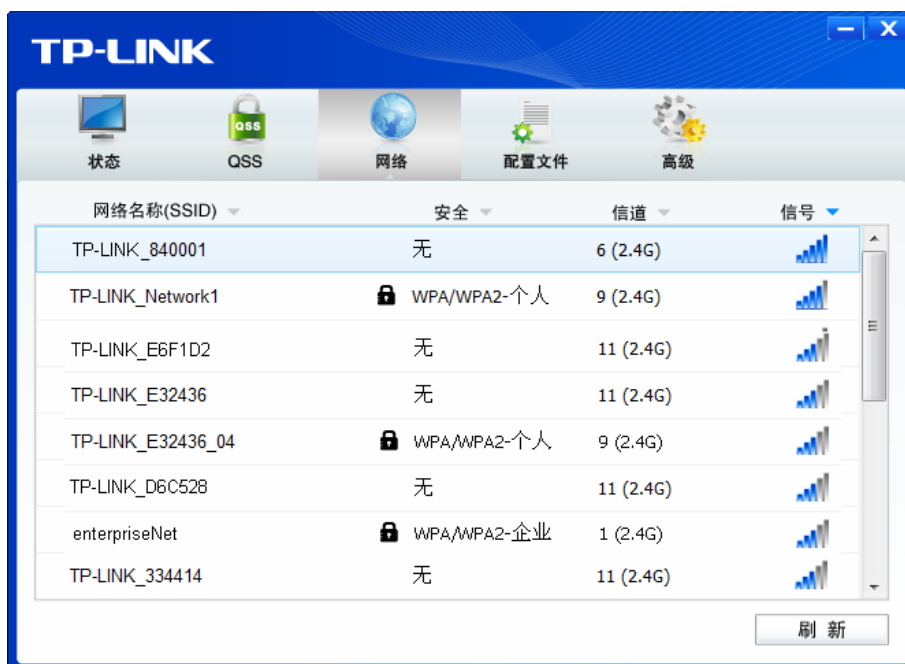 TP-LINK
QSS
状态 QSS 网络 配置文件 高级
网络名称(SSID) 安全 信道 信号
TP-LINK_840001 无 6 (2.4G)
TP-LINK_Network1 WPA/WPA2-个人 9 (2.4G)
TP-LINK_E6F1D2 无 11 (2.4G)
TP-LINK_E32436 无 11 (2.4G)
TP-LINK_E32436_04 WPA/WPA2-个人 9 (2.4G)
TP-LINK_D6C528 无 11 (2.4G)
enterpriseNet WPA/WPA2-企业 1 (2.4G)
TP-LINK_334414 无 11 (2.4G)
刷 新